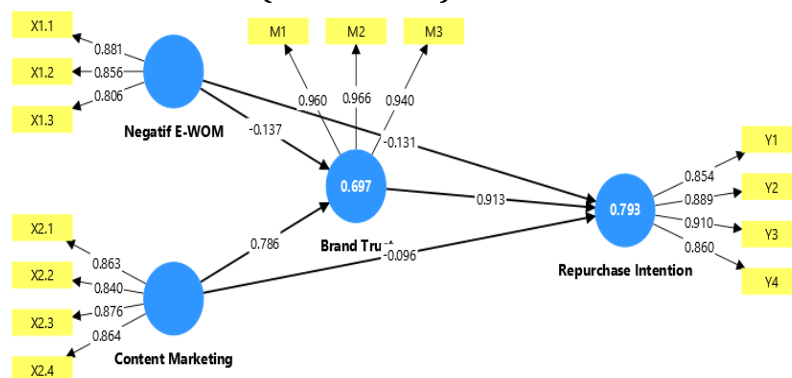 X1.1
M1
M2
M3
0.881
X1.2
0.856
0.806
X1.3
0.960
0.966
0.940
Negatif E-WOM
-0.137
-0.131
Y1
0.854
0.697
Y2
0.889
0.913
0.793
0.910
Y3
X2.1
0.786
Brand
0.860
-0.096
0.863
Repurchase Intention
Y4
X2.2
0.840
0.876
X2.3
0.864
Content Marketing
X2.4